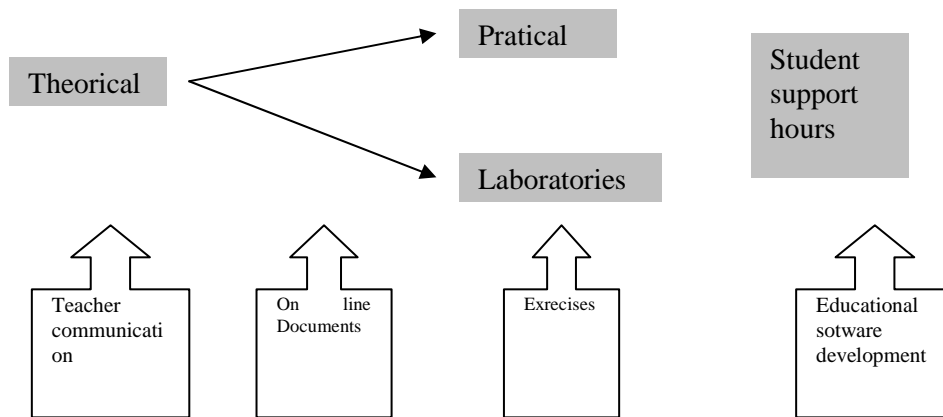 Theorical
Pratical
Student
support
hours
Laboratories
Teacher
communicati
on
On line
Documents
Exrecises
Educational
sotware
development